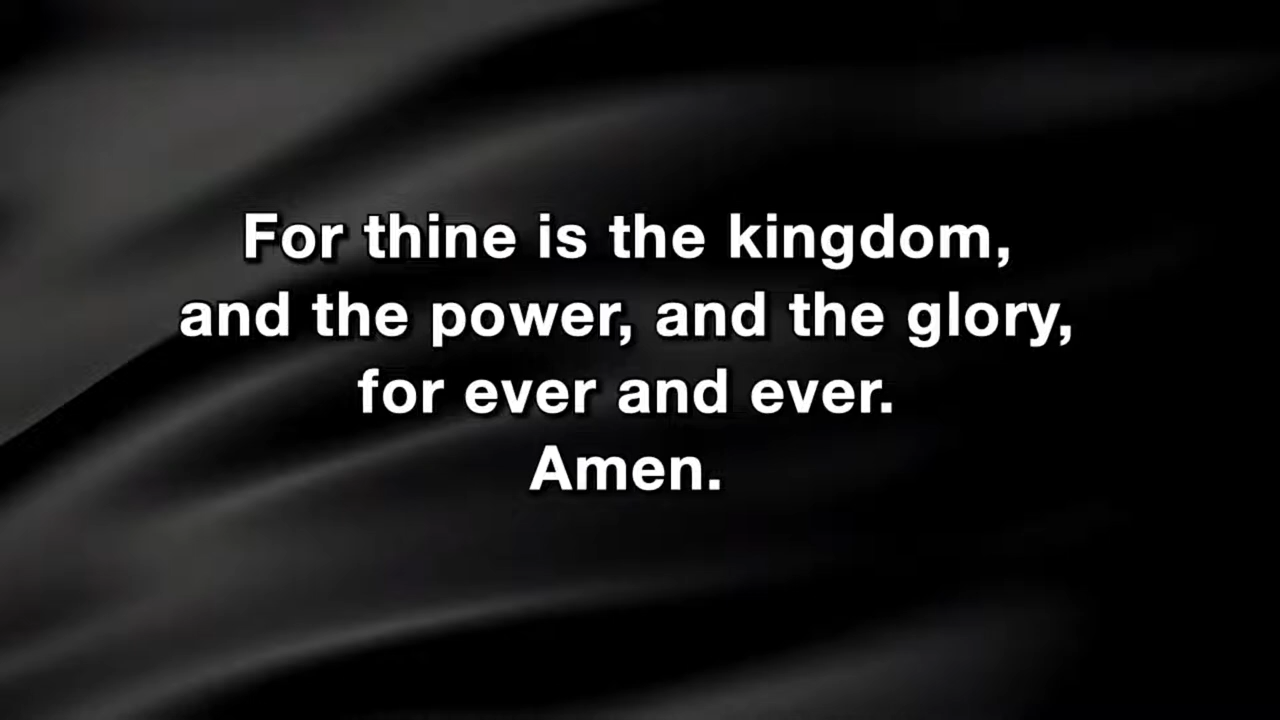 For thine is the kingdom,
and the power, and the glory,
for ever and ever.
Amen.